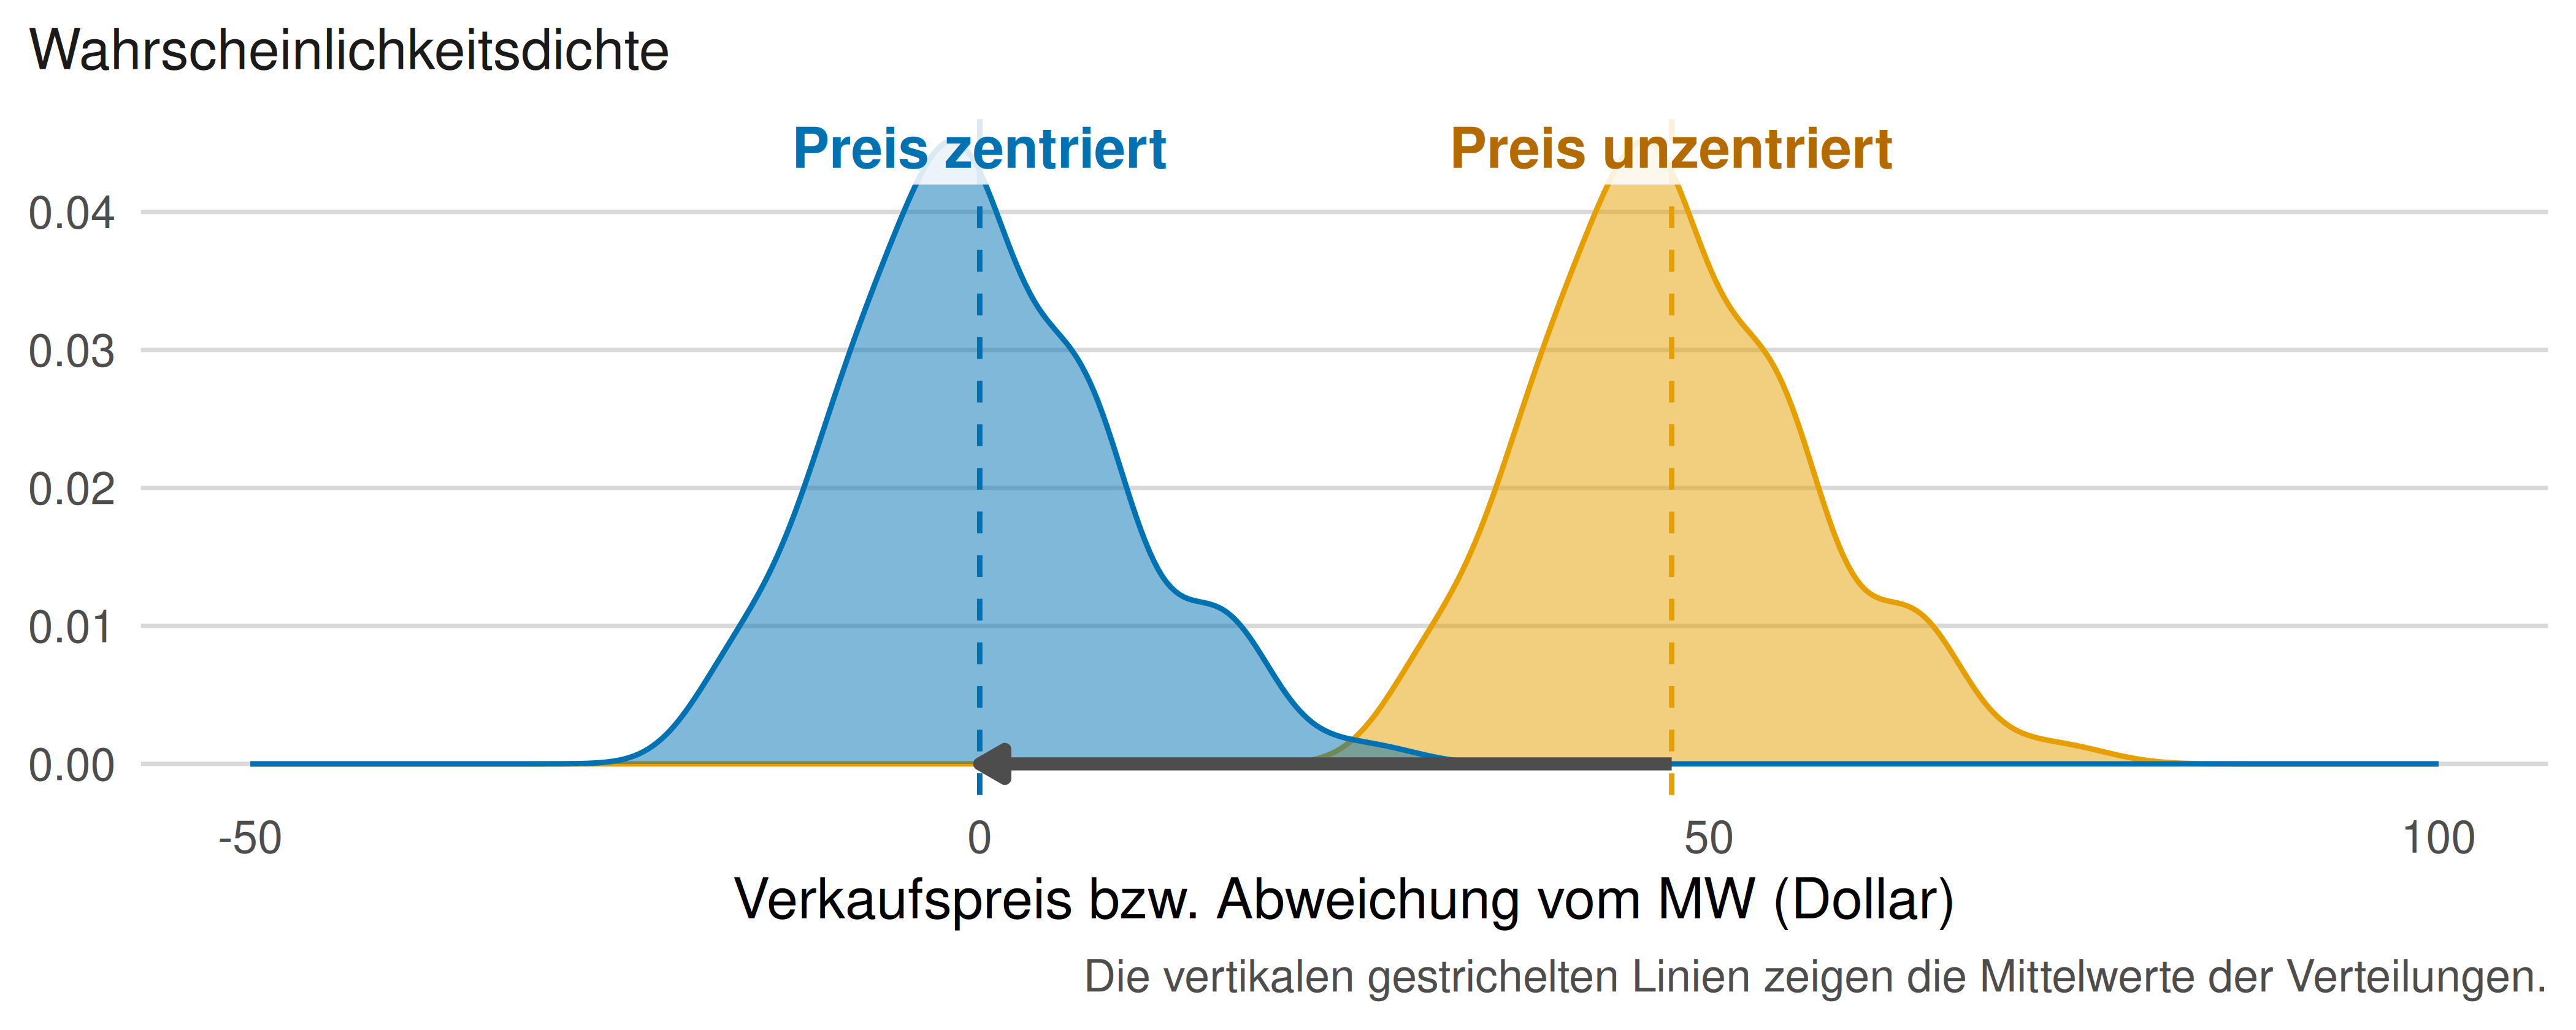 Wahrscheinlichkeitsdichte
Preis zentriert Preis unzentriert
0.04
0.03
0.02
0.01
0.00
-50 0 50 100
Verkaufspreis bzw. Abweichung vom MW (Dollar)
Die vertikalen gestrichelten Linien zeigen die Mittelwerte der Verteilungen.